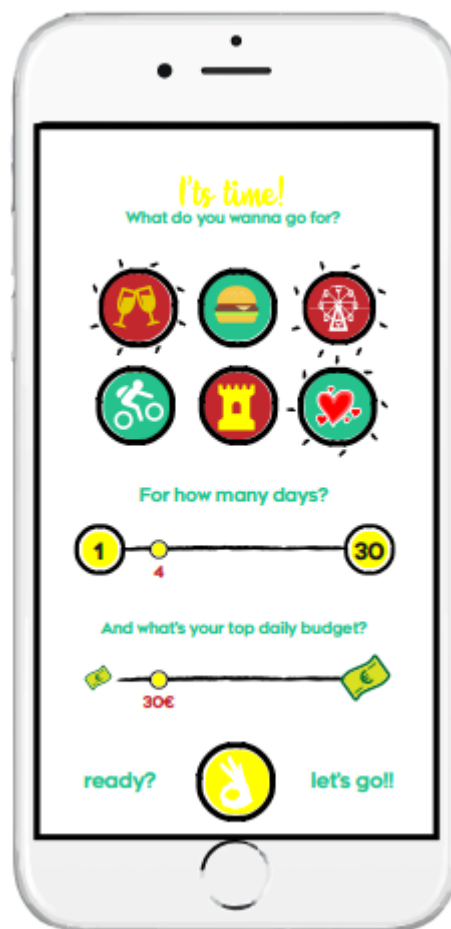 I'ts time!
What do you wanna go for?
For how many days?
1 30
4
And what's your top daily budget?
€
30€
ready? let's go!!